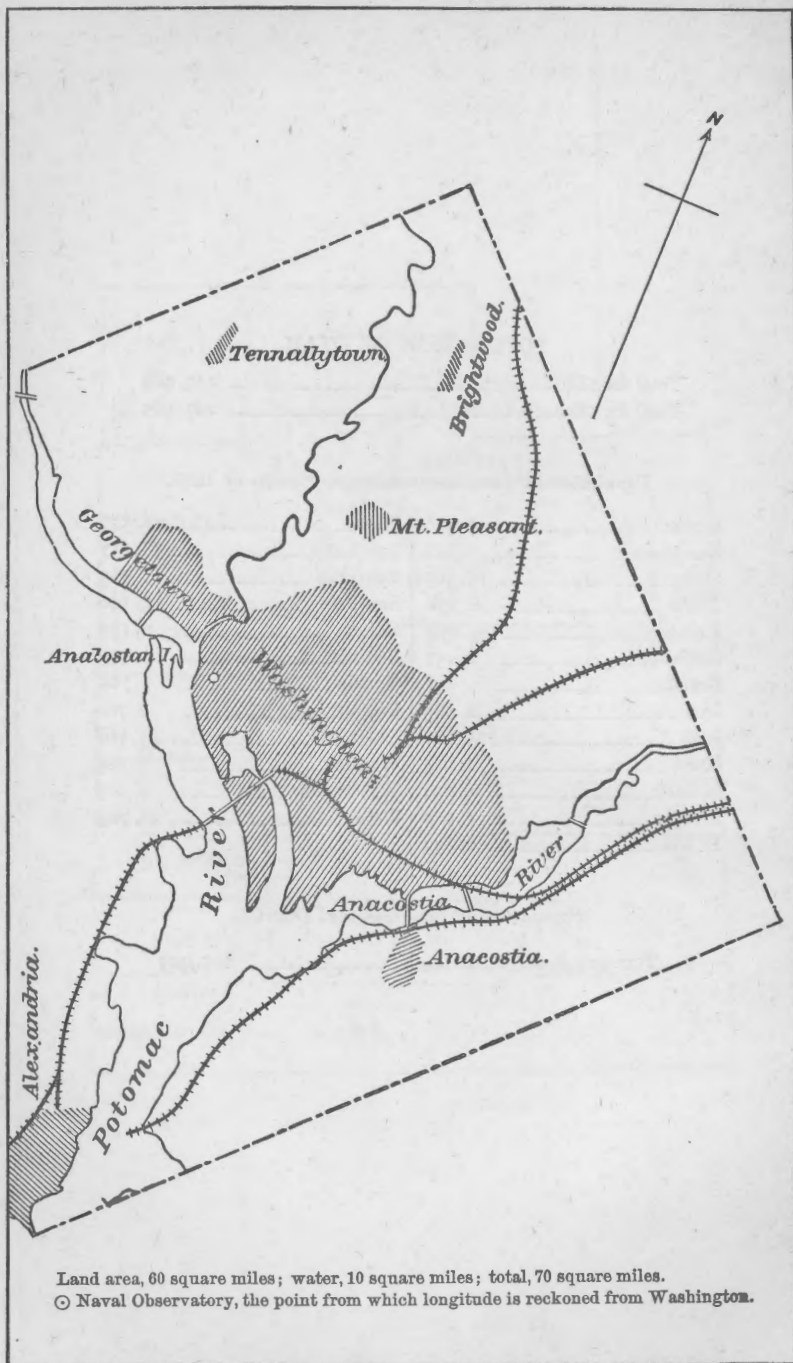 N
Tennallytown
Brightwood.
Mt. Pleasant.
Georgetown
Analostan I.
Washington
River
River
Anacostia
Anacostia.
Alexandria.
Potomac
Land area, 60 square miles; water, 10 square miles; total, 70 square miles.
⊙ Naval Observatory, the point from which longitude is reckoned from Washington.